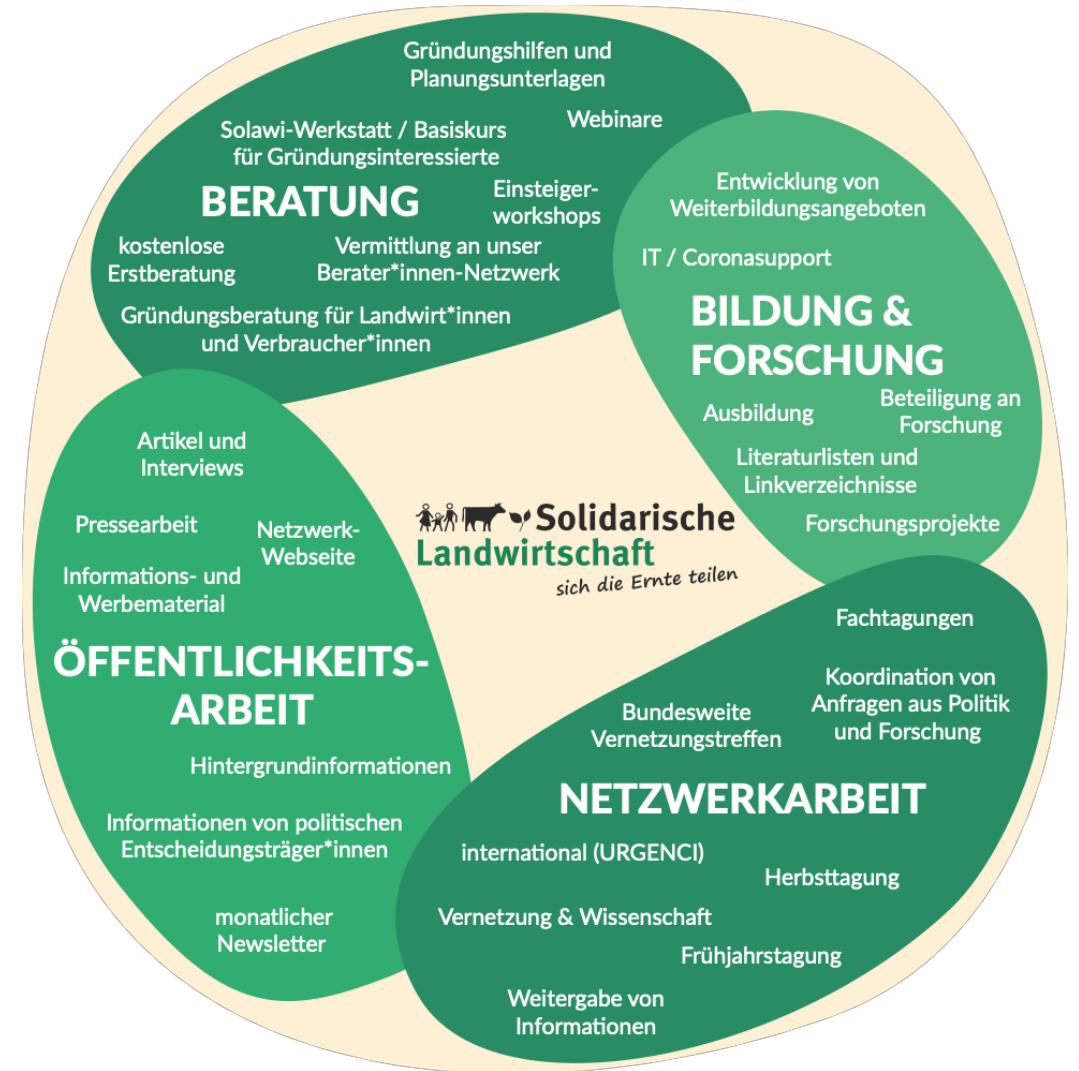 Gründungshilfen und
Planungsunterlagen
Webinare
Solawi-Werkstatt / Basiskurs
für Gründungsinteressierte
BERATUNG
Einsteiger-
workshops
kostenlose
Erstberatung
Vermittlung an unser
Berater*innen-Netzwerk
Gründungsberatung für Landwirt*innen
und Verbraucher*innen
Entwicklung von
Weiterbildungsangeboten
IT / Coronasupport
BILDUNG &
FORSCHUNG
Ausbildung
Beteiligung an
Forschung
Literaturlisten und
Linkverzeichnisse
Forschungsprojekte
Artikel und
Interviews
Pressearbeit
Netzwerk-
Webseite
Informations- und
Werbematerial
ÖFFENTLICHKEITS-
ARBEIT
Hintergrundinformationen
Informationen von politischen
Entscheidungsträger*innen
monatlicher
Newsletter
Solidarische
Landwirtschaft
sich die Ernte teilen
Fachtagungen
Koordination von
Anfragen aus Politik
und Forschung
Bundesweite
Vernetzungstreffen
NETZWERKARBEIT
international (URGENCI)
Herbsttagung
Vernetzung & Wissenschaft
Frühjahrstagung
Weitergabe von
Informationen